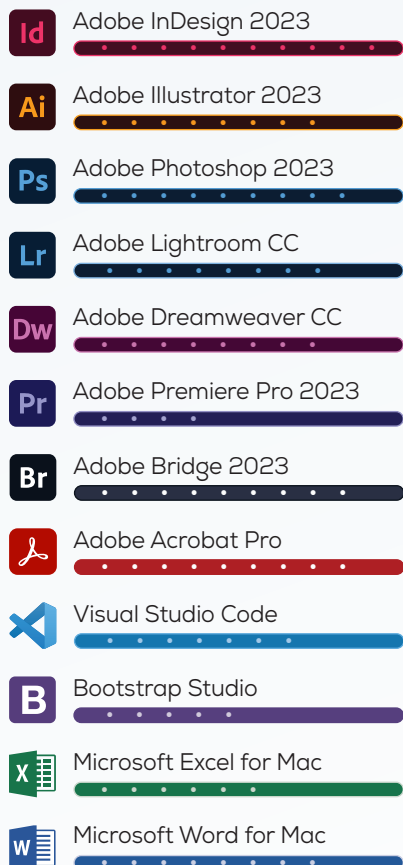 Id
Adobe InDesign 2023
Ai
Adobe Illustrator 2023
Ps
Adobe Photoshop 2023
Lr
Adobe Lightroom CC
Dw
Adobe Dreamweaver CC
Pr
Adobe Premiere Pro 2023
Br
Adobe Bridge 2023
Adobe Acrobat Pro
Visual Studio Code
B
Bootstrap Studio
X
Microsoft Excel for Mac
W
Microsoft Word for Mac